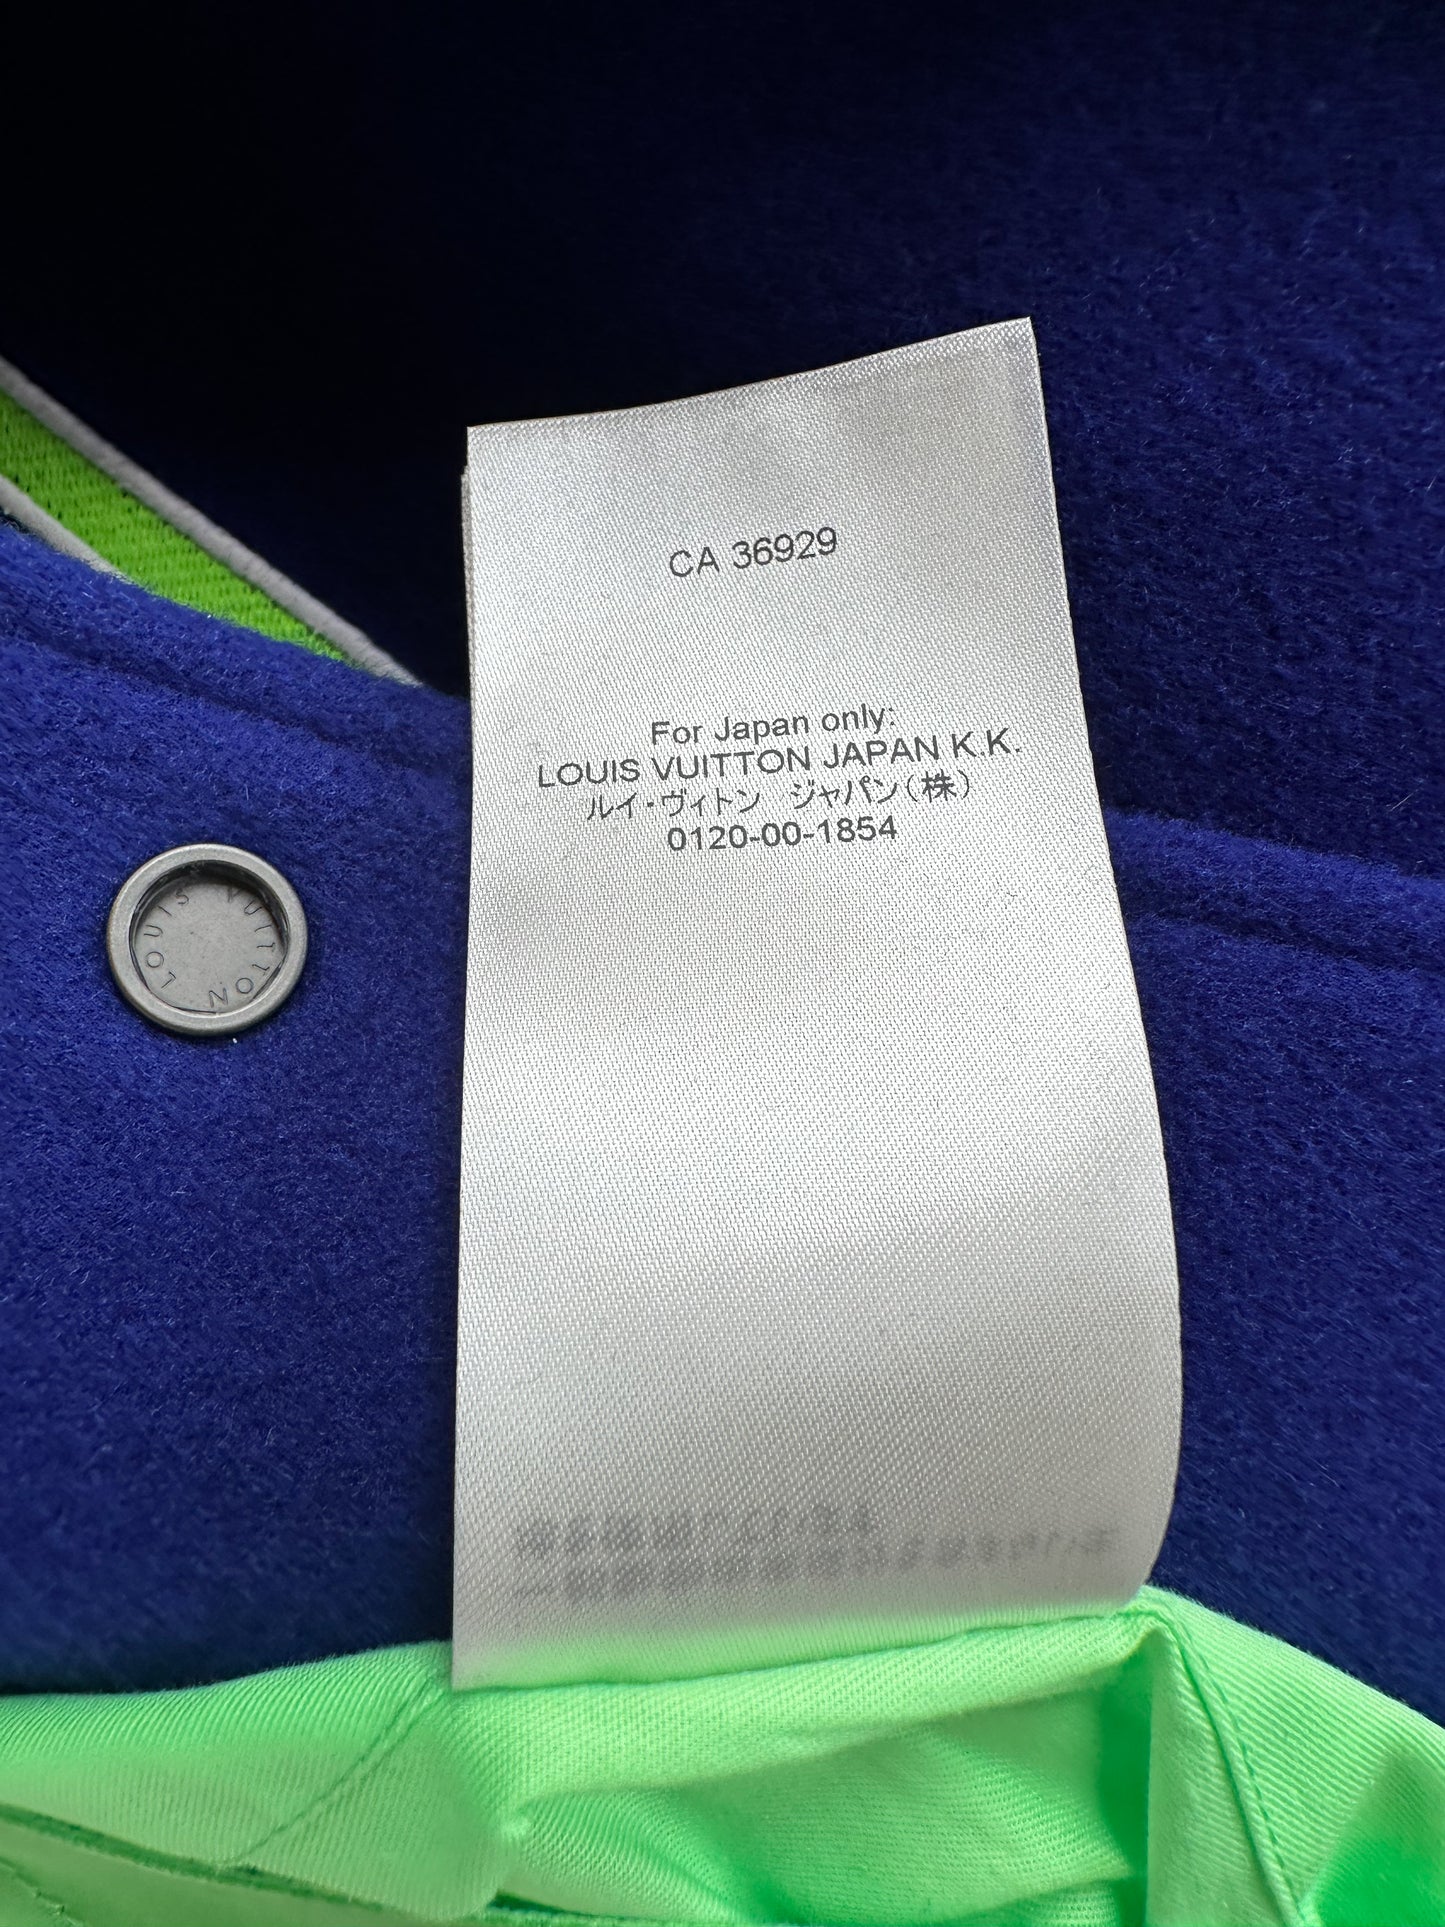 CA 36929
For Japan only:
LOUIS VUITTON JAPAN K.K.
ルイ・ヴィトン ジャパン(株)
0120-00-1854
LOUIS VUITTON